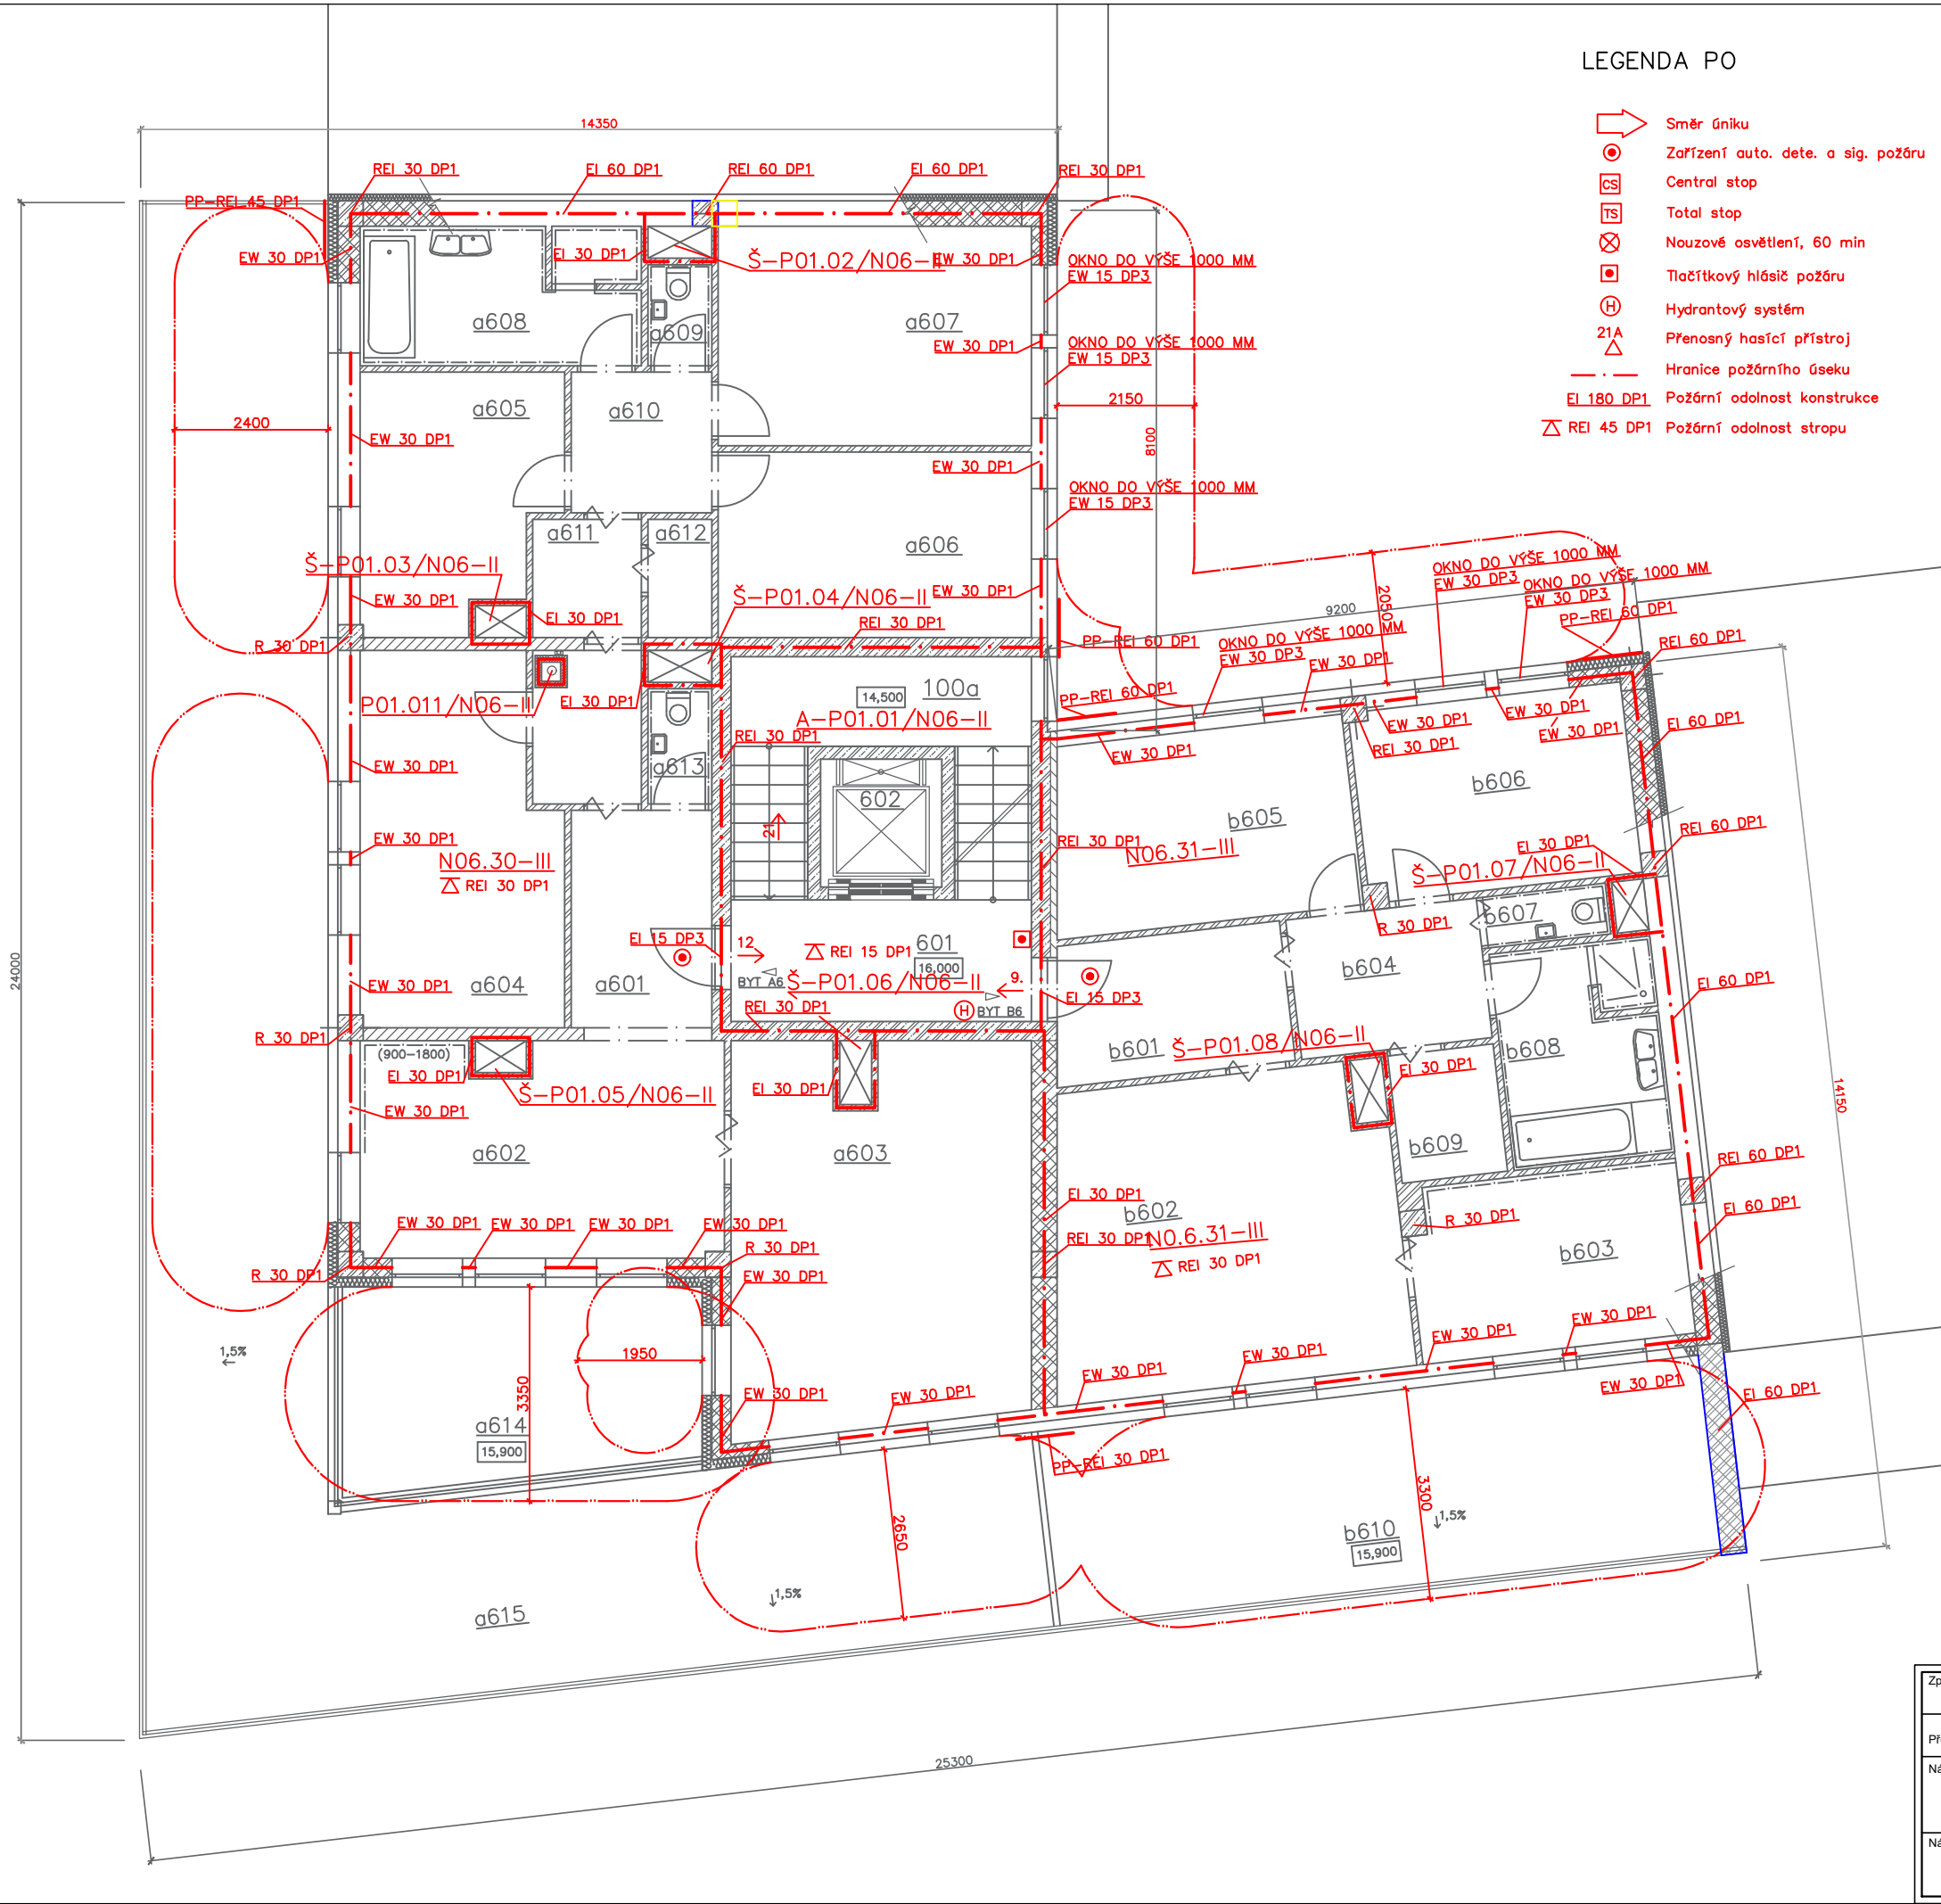 LEGENDA PO
Směr úniku
Zařízení auto. dete. a sig. požáru
CS Central stop
TS Total stop
Nouzové osvětlení, 60 min
Tlačítkový hlásič požáru
H Hydrantový systém
21A Přenosný hasící přístroj
Hranice požárního úseku
EI 180 DP1 Požární odolnost konstrukce
REI 45 DP1 Požární odolnost stropu
14350
REI 30 DP1
EI 60 DP1
REI 60 DP1
EI 60 DP1
REI 30 DP1
PP-REI 45 DP1
EW 30 DP1
EI 30 DP1
Š-P01.02/N06-II
EW 30 DP1
OKNO DO VÝŠE 1000 MM
EW 15 DP3
a608
a609
a607
EW 30 DP1
OKNO DO VÝŠE 1000 MM
EW 15 DP3
2400
a605
a610
2150
8100
EW 30 DP1
EW 30 DP1
OKNO DO VÝŠE 1000 MM
EW 15 DP3
a611
a612
a606
Š-P01.03/N06-II
EW 30 DP1
EI 30 DP1
Š-P01.04/N06-II
EW 30 DP1
REI 30 DP1
R 30 DP1
PP-REI 60 DP1
OKNO DO VÝŠE 1000 MM
EW 30 DP3
OKNO DO VÝŠE 1000 MM
EW 30 DP3
PP-REI 60 DP1
REI 60 DP1
2050
9200
OKNO DO VÝŠE 1000 MM
EW 30 DP3
EW 30 DP1
P01.011/N06-II
EI 30 DP1
14,500
100a
A-P01.01/N06-II
PP-REI 60 DP1
EW 30 DP1
EW 30 DP1
REI 30 DP1
EW 30 DP1
EW 30 DP1
EI 60 DP1
REI 30 DP1
EW 30 DP1
a613
602
21
b606
b605
EW 30 DP1
N06.30-III
REI 30 DP1
REI 30 DP1
N06.31-III
EI 30 DP1
REI 60 DP1
Š-P01.07/N06-II
b607
R 30 DP1
EI 15 DP3
12
REI 15 DP1
601
16,000
9.
BYT A6
Š-P01.06/N06-II
EI 15 DP3
b604
EI 60 DP1
EW 30 DP1
a604
a601
REI 30 DP1
H
BYT B6
R 30 DP1
(900-1800)
EI 30 DP1
Š-P01.05/N06-II
EW 30 DP1
EI 30 DP1
b601
Š-P01.08/N06-II
EI 30 DP1
b608
24000
14150
a602
a603
b609
REI 60 DP1
EI 30 DP1
b602
R 30 DP1
EI 60 DP1
EW 30 DP1
EW 30 DP1
EW 30 DP1
EW 30 DP1
REI 30 DP1
N0.6.31-III
REI 30 DP1
b603
R 30 DP1
R 30 DP1
EW 30 DP1
1,5%
1950
3350
EW 30 DP1
EW 30 DP1
EW 30 DP1
EW 30 DP1
EW 30 DP1
EW 30 DP1
EW 30 DP1
EI 60 DP1
a614
15,900
PP-REI 30 DP1
2650
3300
b610
15,900
1,5%
1,5%
a615
25300
Zp
Př
Ná
Ná